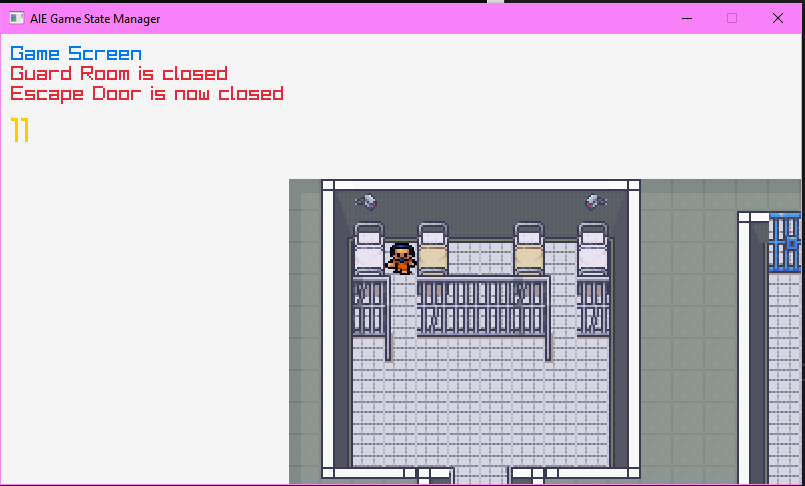 AIE Game State Manager
Game Screen
Guard Room is closed
Escape Door is now closed
11